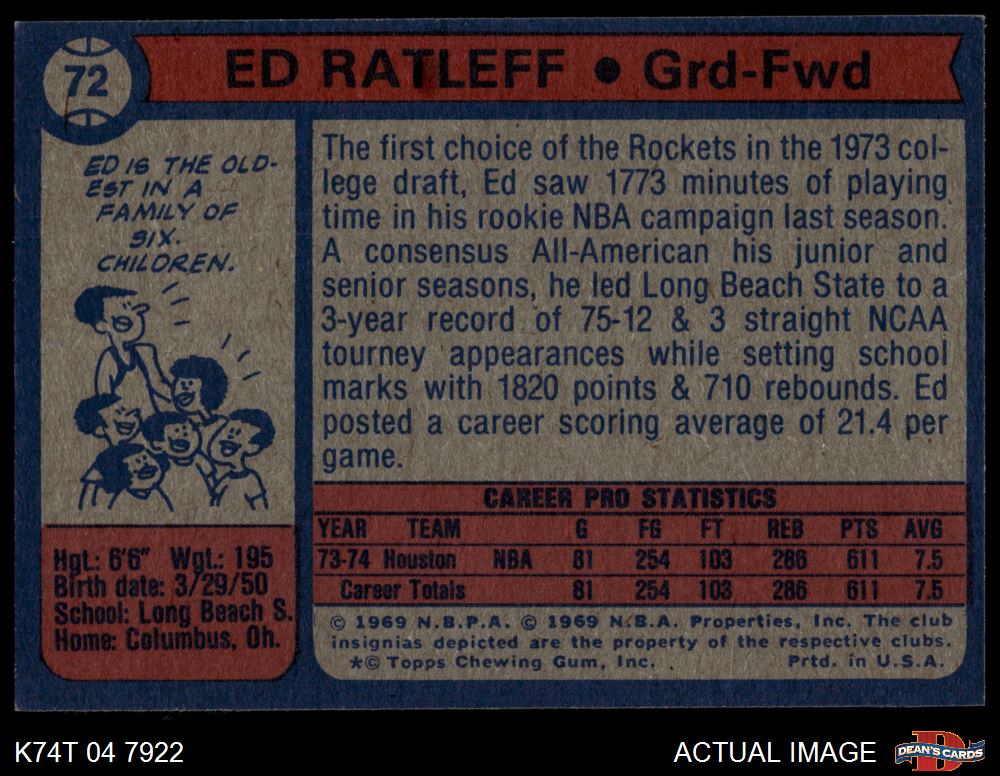 72
ED RATLEFF ● Grd-Fwd
ED IS THE OLD-
EST IN A
FAMILY OF
SIX.
CHILDREN.
The first choice of the Rockets in the 1973 col-
lege draft, Ed saw 1773 minutes of playing
time in his rookie NBA campaign last season.
A consensus All-American his junior and
senior seasons, he led Long Beach State to a
3-year record of 75-12 & 3 straight NCAA
tourney appearances while setting school
marks with 1820 points & 710 rebounds. Ed
posted a career scoring average of 21.4 per
game.
Hgt.: 6'6" Wgt.: 195
Birth date: 3/29/50
School: Long Beach S.
Home: Columbus, Oh.
CAREER PRO STATISTICS
YEAR TEAM G FG FT REB PTS AVG
73-74 Houston NBA 81 254 103 286 611 7.5
Career Totals 81 254 103 286 611 7.5
© 1969 N.B.P.A. © 1969 N.B.A. Properties, Inc. The club
insignias depicted are the property of the respective clubs.
*© Topps Chewing Gum, Inc. Prtd. in U.S.A.
K74T 04 7922
ACTUAL IMAGE
DEAN'S CARDS